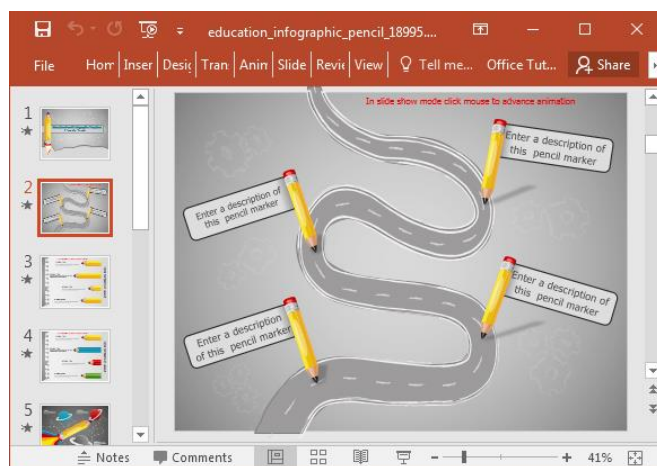 education_infographic_pencil_18995....
File Horr Inser Desig Tran Anin Slide Revie View Tell me... Office Tut... Share
1
2
3
4
5
In slide show mode click mouse to advance animation
Enter a description of
this pencil marker
Enter a description of
this pencil marker
Enter a description of
this pencil marker
Enter a description
of this pencil marker
Notes Comments 41%